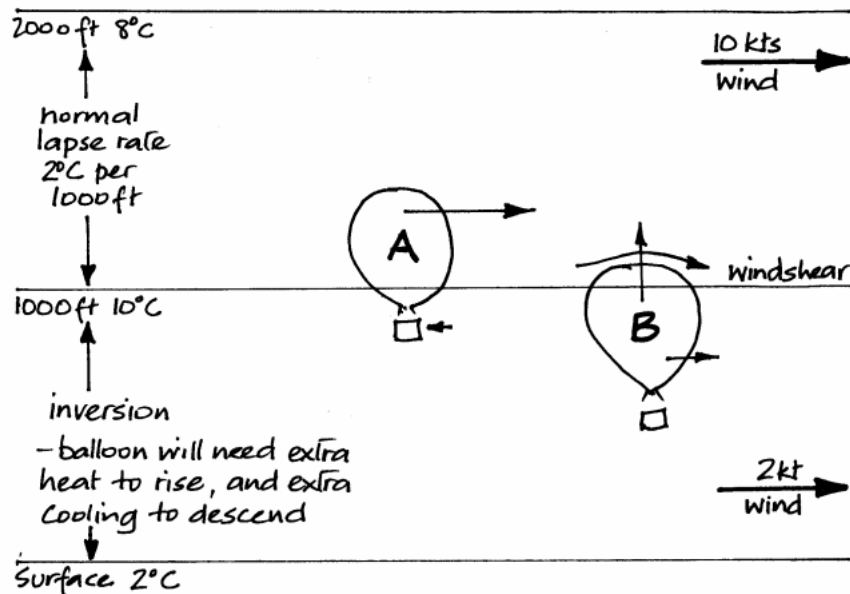 2000ft 8°C
10 kts
wind
normal
lapse rate
2°C per
1000ft
A
windshear
1000ft 10°C
B
inversion
-balloon will need extra
heat to rise, and extra
cooling to descend
2kt
wind
Surface 2°C